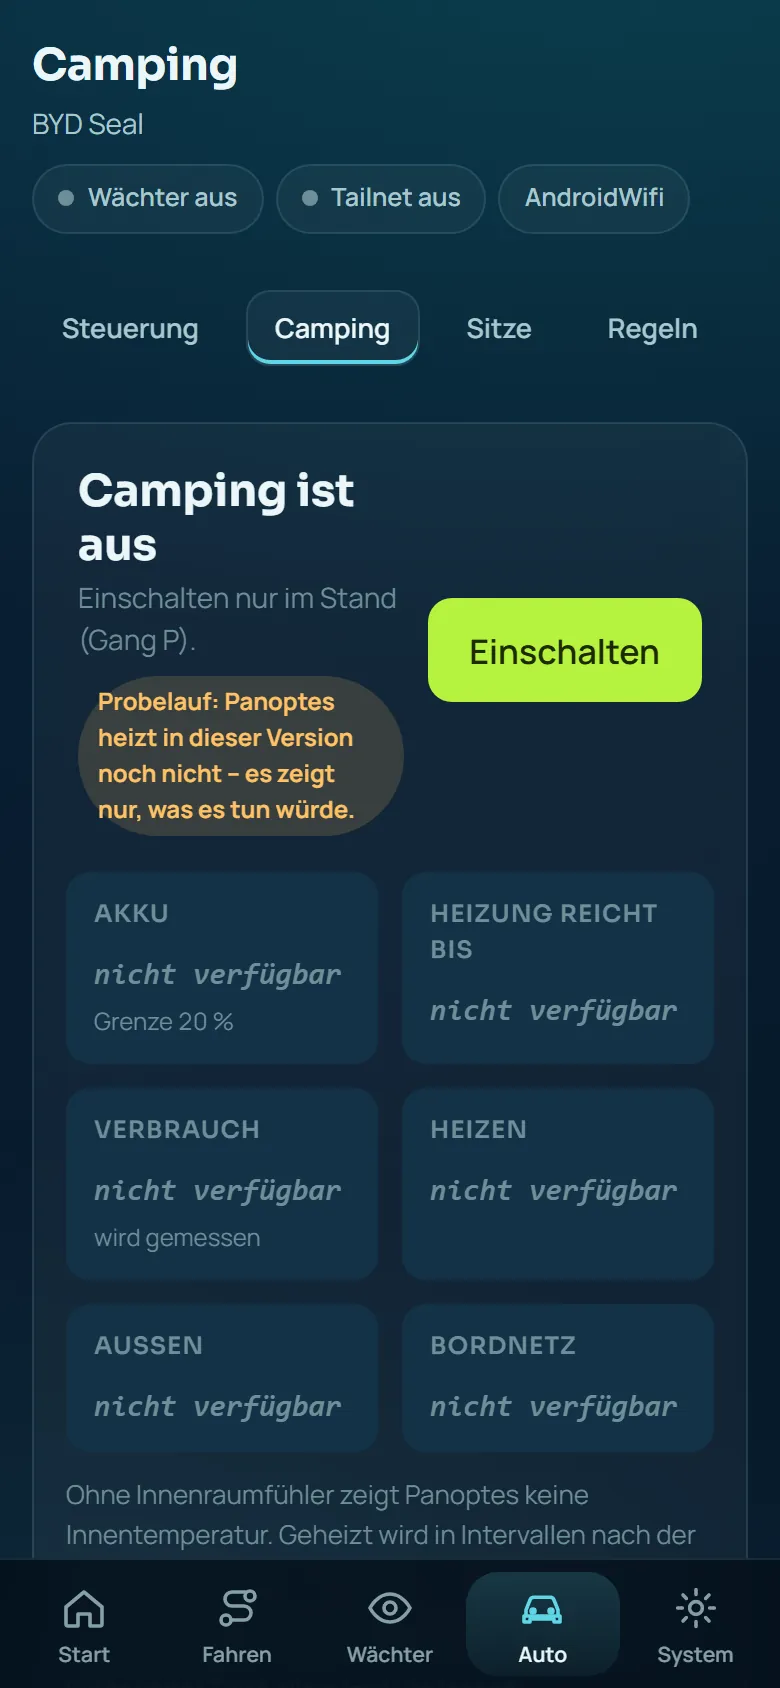 Camping
BYD Seal
Wächter aus
Tailnet aus
AndroidWifi
Steuerung
Camping
Sitze
Regeln
Camping ist
aus
Einschalten nur im Stand
(Gang P).
Einschalten
Probelauf: Panoptes
heizt in dieser Version
noch nicht – es zeigt
nur, was es tun würde.
AKKU
nicht verfügbar
Grenze 20 %
HEIZUNG REICHT
BIS
nicht verfügbar
VERBRAUCH
nicht verfügbar
wird gemessen
HEIZEN
nicht verfügbar
AUSSEN
nicht verfügbar
BORDNETZ
nicht verfügbar
Ohne Innenraumfühler zeigt Panoptes keine
Innentemperatur. Geheizt wird in Intervallen nach der
Start
Fahren
Wächter
Auto
System